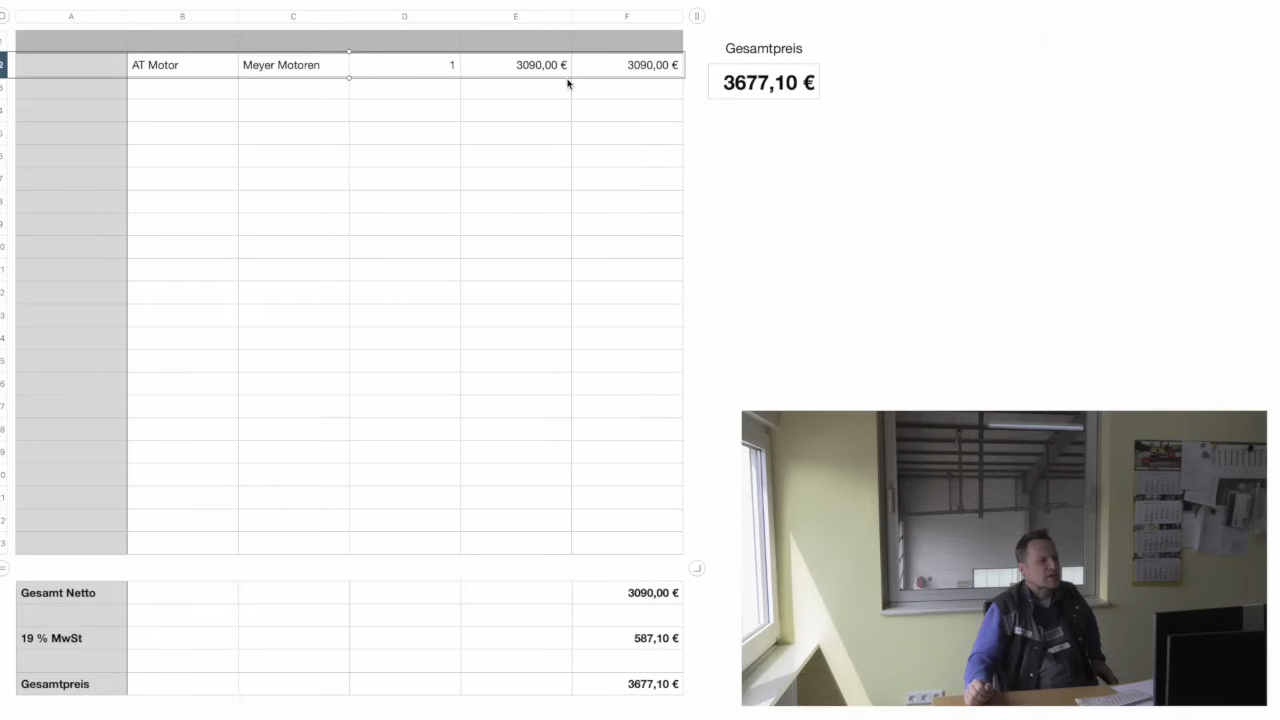 A B C D E F
AT Motor Meyer Motoren 1 3090,00 € 3090,00 €
Gesamtpreis
3677,10 €
Gesamt Netto 3090,00 €
19 % MwSt 587,10 €
Gesamtpreis 3677,10 €